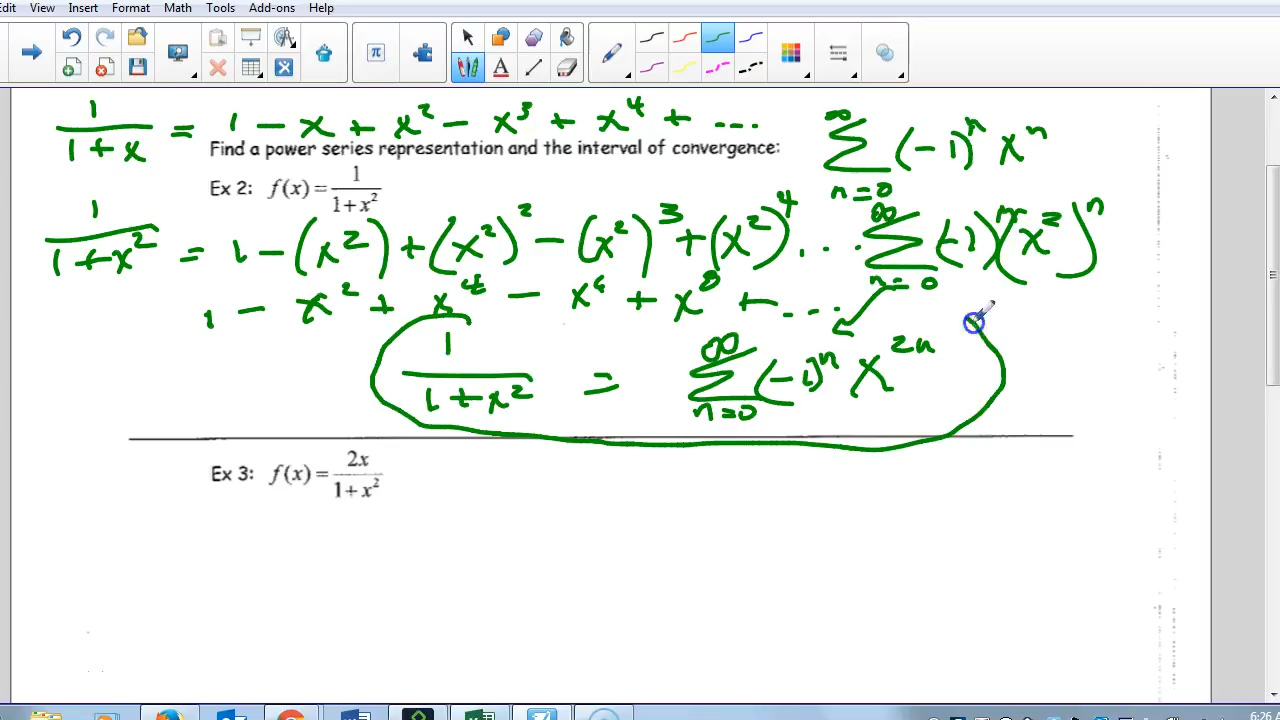 Edit View Insert Format Math Tools Addons Help
1/(1+x) = 1 - x + x² - x³ + x⁴ + ...
∞ Σ n=0 (-1)ⁿ xⁿ
Find a power series representation and the interval of convergence:
Ex 2: f(x) = 1/(1+x²)
1/(1+x²) = 1 - (x²) + (x²)² - (x²)³ + (x²)⁴ ...
∞ Σ n=0 (-1)ⁿ (x²)ⁿ
1 - x² + x⁴ - x⁶ + x⁸ + ...
1/(1+x²) = ∞ Σ n=0 (-1)ⁿ x²ⁿ
Ex 3: f(x) = 2x/(1+x²)